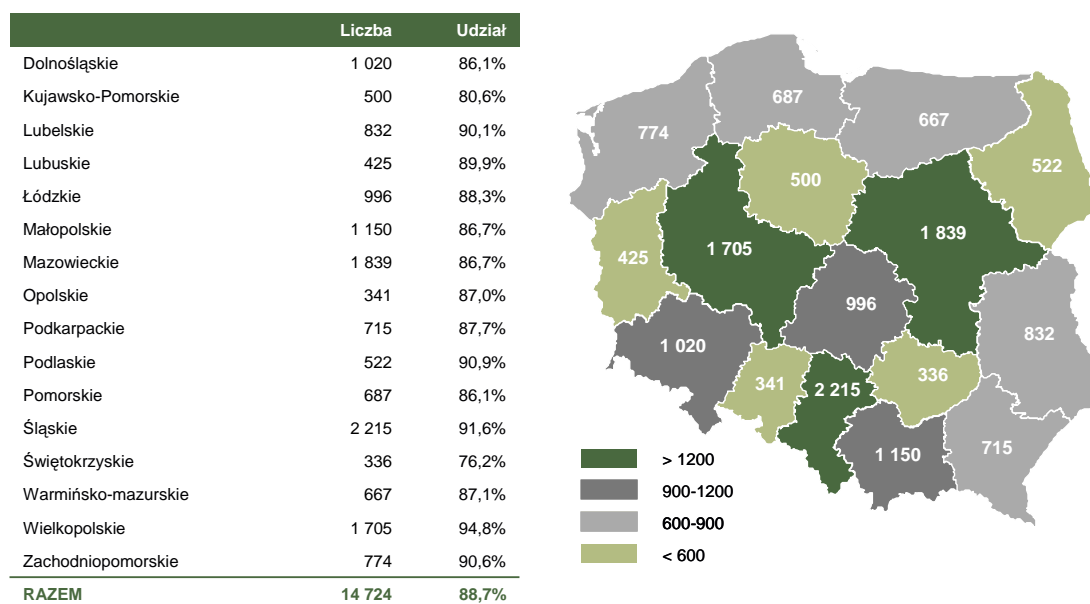 Liczba Udział
Dolnośląskie 1 020 86,1%
Kujawsko-Pomorskie 500 80,6%
Lubelskie 832 90,1%
Lubuskie 425 89,9%
Łódzkie 996 88,3%
Małopolskie 1 150 86,7%
Mazowieckie 1 839 86,7%
Opolskie 341 87,0%
Podkarpackie 715 87,7%
Podlaskie 522 90,9%
Pomorskie 687 86,1%
Śląskie 2 215 91,6%
Świętokrzyskie 336 76,2%
Warmińsko-mazurskie 667 87,1%
Wielkopolskie 1 705 94,8%
Zachodniopomorskie 774 90,6%
RAZEM 14 724 88,7%
687
667
774
522
500
1 839
1 705
425
996
832
1 020
336
341
2 215
715
1 150
> 1200
900-1200
600-900
< 600